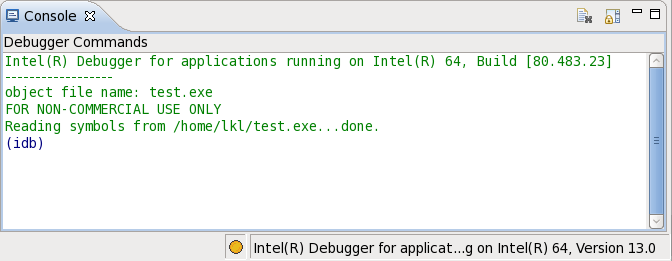 Console
Debugger Commands
Intel(R) Debugger for applications running on Intel(R) 64, Build [80.483.23]
-----------------
object file name: test.exe
FOR NON-COMMERCIAL USE ONLY
Reading symbols from /home/lkl/test.exe...done.
(idb)
Intel(R) Debugger for applicat...g on Intel(R) 64, Version 13.0